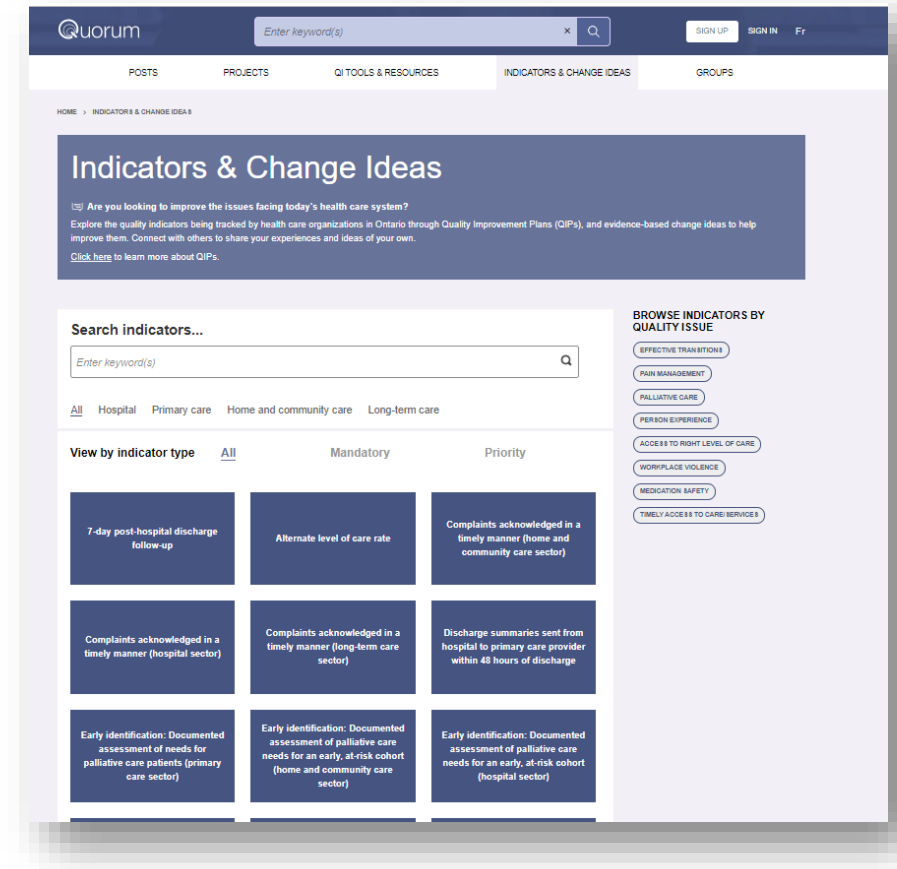 Quorum
Enter keyword(s)
×
SIGN UP
SIGN IN
Fr
POSTS
PROJECTS
QI TOOLS & RESOURCES
INDICATORS & CHANGE IDEAS
GROUPS
HOME > INDICATORS & CHANGE IDEAS
Indicators & Change Ideas
Are you looking to improve the issues facing today's health care system?
Explore the quality indicators being tracked by health care organizations in Ontario through Quality Improvement Plans (QIPs), and evidence-based change ideas to help
improve them. Connect with others to share your experiences and ideas of your own.
Click here to learn more about QIPs.
Search indicators...
Enter keyword(s)
All Hospital Primary care Home and community care Long-term care
View by indicator type All Mandatory Priority
7-day post-hospital discharge
follow-up
Alternate level of care rate
Complaints acknowledged in a
timely manner (home and
community care sector)
Complaints acknowledged in a
timely manner (hospital sector)
Complaints acknowledged in a
timely manner (long-term care
sector)
Discharge summaries sent from
hospital to primary care provider
within 48 hours of discharge
Early identification: Documented
assessment of needs for
palliative care patients (primary
care sector)
Early identification: Documented
assessment of palliative care
needs for an early, at-risk cohort
(home and community care
sector)
Early identification: Documented
assessment of palliative care
needs for an early, at-risk cohort
(hospital sector)
BROWSE INDICATORS BY
QUALITY ISSUE
EFFECTIVE TRANSITIONS
PAIN MANAGEMENT
PALLIATIVE CARE
PERSON EXPERIENCE
ACCESS TO RIGHT LEVEL OF CARE
WORKPLACE VIOLENCE
MEDICATION SAFETY
TIMELY ACCESS TO CARE/SERVICES